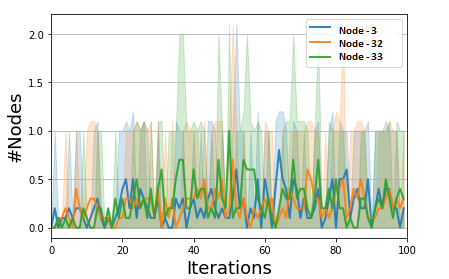 #Nodes
2.0
1.5
1.0
0.5
0.0
0 20 40 60 80 100
Iterations
Node - 3
Node - 32
Node - 33